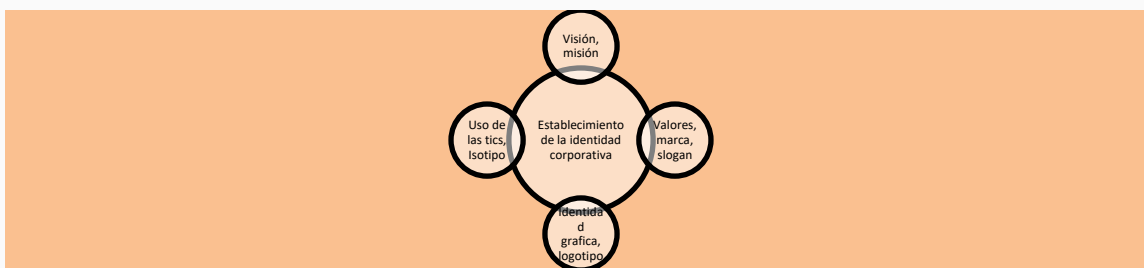 Visión,
misión
Uso de
las tics,
Isotipo
Establecimiento
de la identidad
corporativa
Valores,
marca,
slogan
Identida
d
grafica,
logotipo